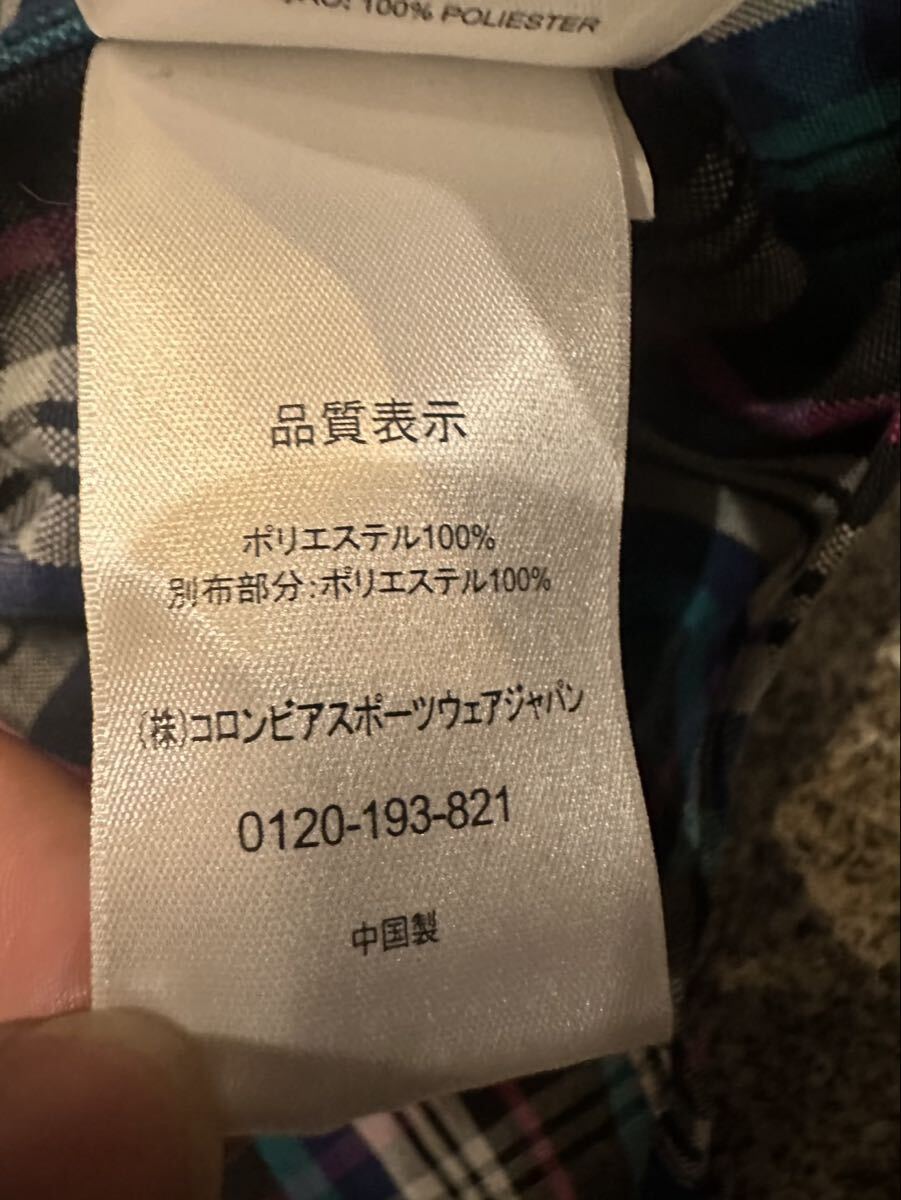 100% POLIESTER
品質表示
ポリエステル100%
別布部分:ポリエステル100%
(株)コロンビアスポーツウェアジャパン
0120-193-821
中国製